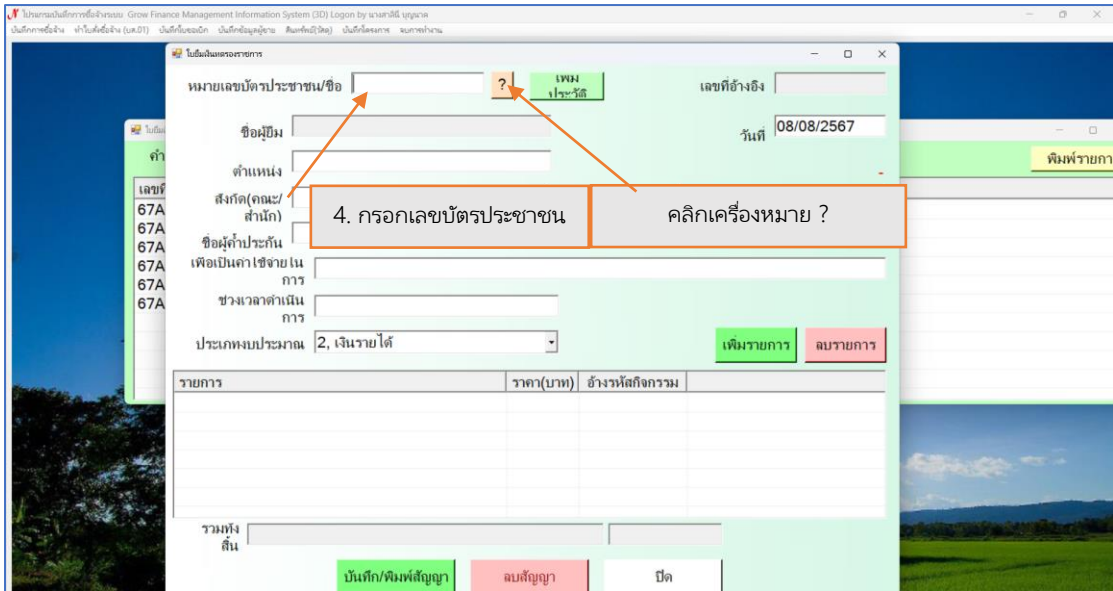 โปรแกรมบันทึกการซื้อจ้างระบบ Grow Finance Management Information System (3D) Logon by นางสาลินี บุญนาค
บันทึกการซื้อจ้าง ทำใบสั่งซื้อจ้าง (บค.01) บันทึกใบขอเบิก บันทึกข้อมูลผู้ขาย สินทรัพย์(วัสดุ) บันทึกโครงการ จบการทำงาน
ใบยืมเงินทดรองราชการ
หมายเลขบัตรประชาชน/ชื่อ ? เพิ่ม
ประวัติ
เลขที่อ้างอิง
ชื่อผู้ยืม
วันที่ 08/08/2567
ตำแหน่ง
-
สังกัด(คณะ/
สำนัก)
4. กรอกเลขบัตรประชาชน
คลิกเครื่องหมาย ?
ชื่อผู้ค้ำประกัน
เพื่อเป็นค่าใช้จ่ายใน
การ
ช่วงเวลาดำเนิน
การ
ประเภทงบประมาณ 2, เงินรายได้
เพิ่มรายการ ลบรายการ
รายการ ราคา(บาท) อ้างรหัสกิจกรรม
รวมทั้ง
สิ้น
บันทึก/พิมพ์สัญญา ลบสัญญา ปิด
ใบยืม
คำ
พิมพ์รายกา
เลขที่
67A
67A
67A
67A
67A
67A